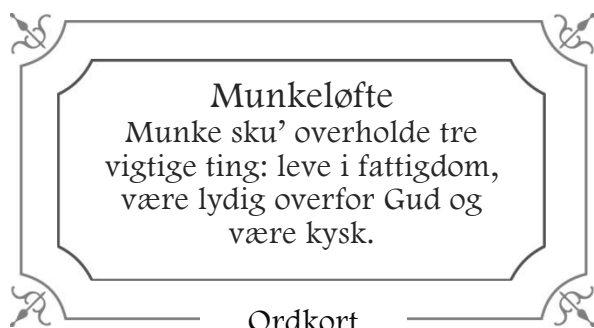 Munkeløfte
Munke sku’ overholde tre
vigtige ting: leve i fattigdom,
være lydig overfor Gud og
være kysk.
Ordkort